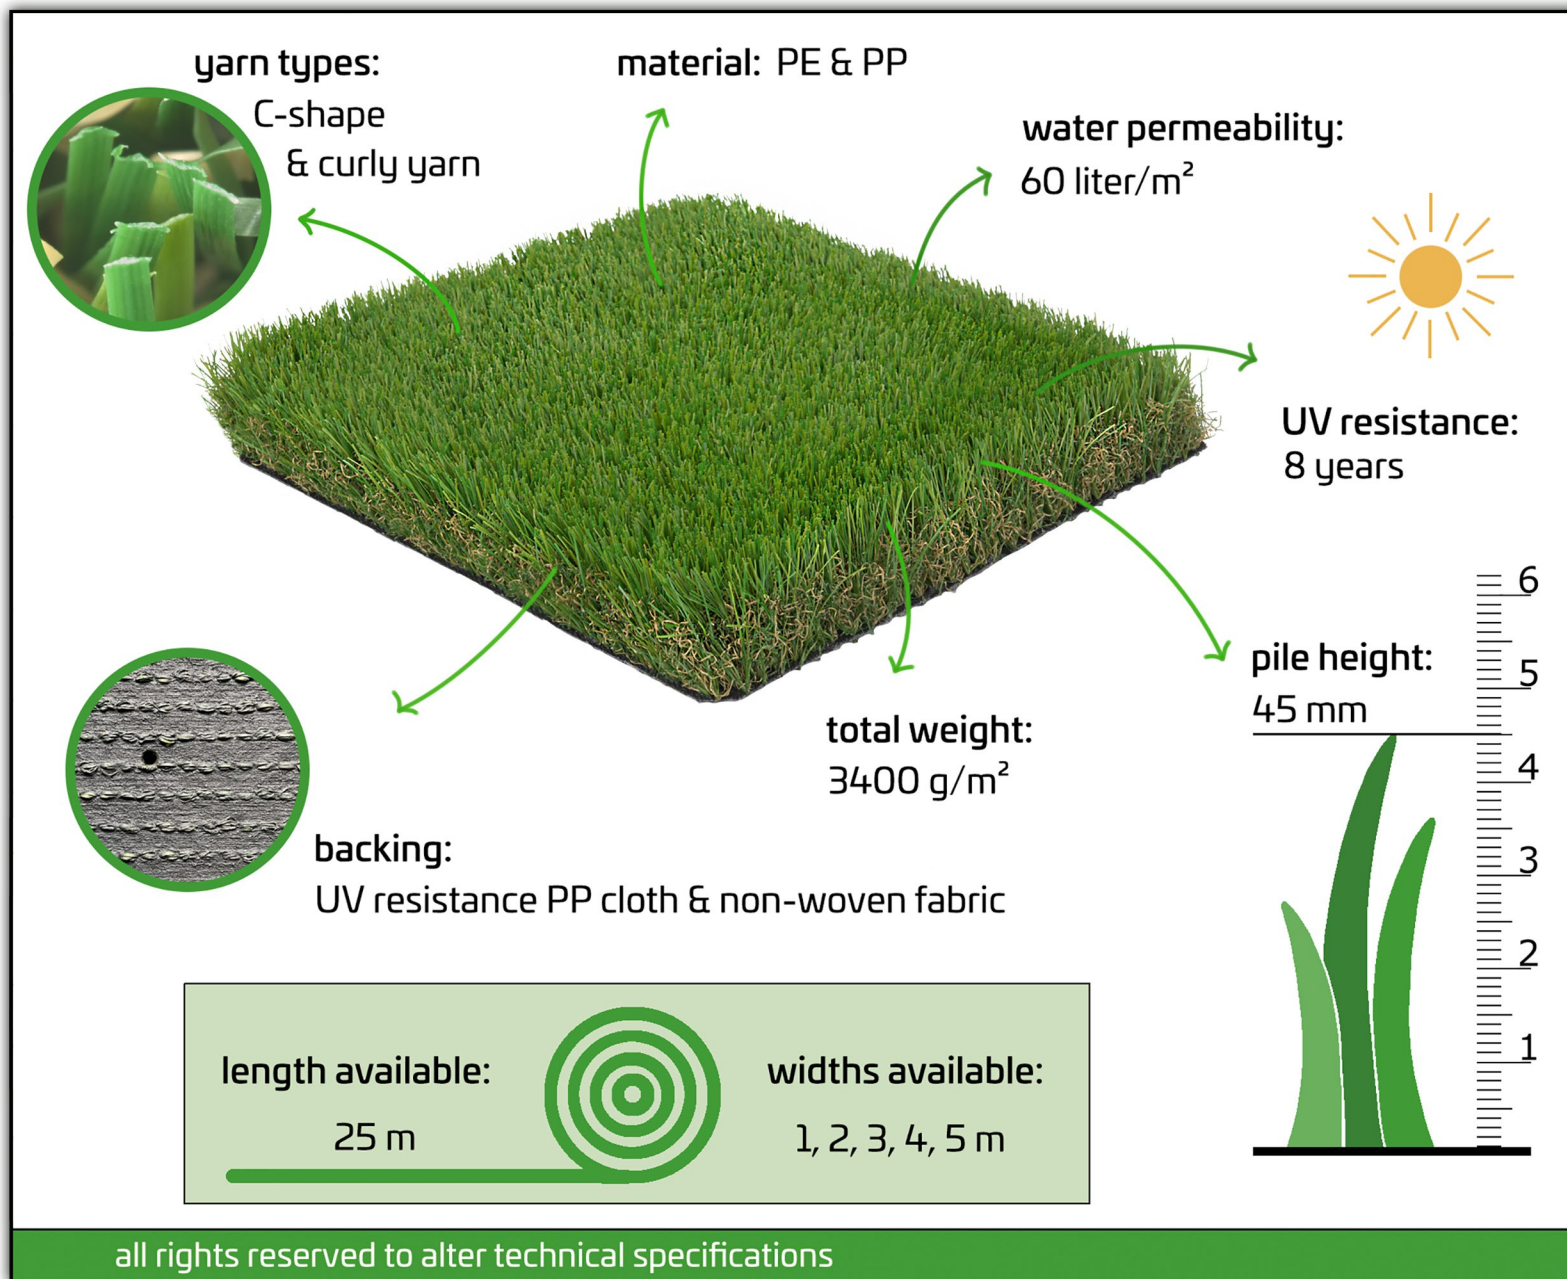 yarn types:
C-shape
& curly yarn
material: PE & PP
water permeability:
60 liter/m²
UV resistance:
8 years
pile height:
45 mm
6
5
4
3
2
1
total weight:
3400 g/m²
backing:
UV resistance PP cloth & non-woven fabric
length available:
25 m
widths available:
1, 2, 3, 4, 5 m
all rights reserved to alter technical specifications